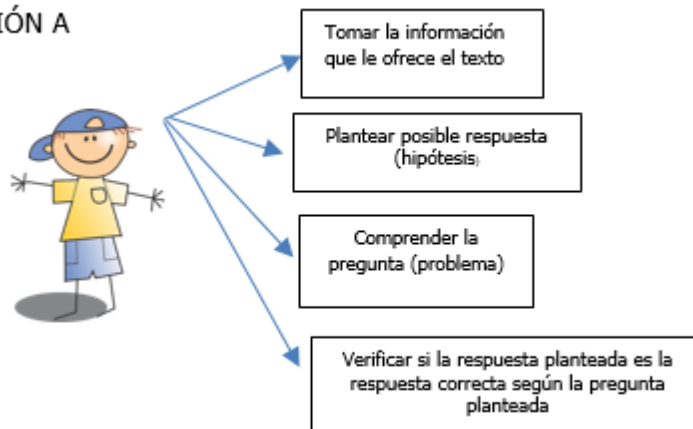 IÓN A
Tomar la información
que le ofrece el texto
Plantear posible respuesta
(hipótesis)
Comprender la
pregunta (problema)
Verificar si la respuesta planteada es la
respuesta correcta según la pregunta
planteada